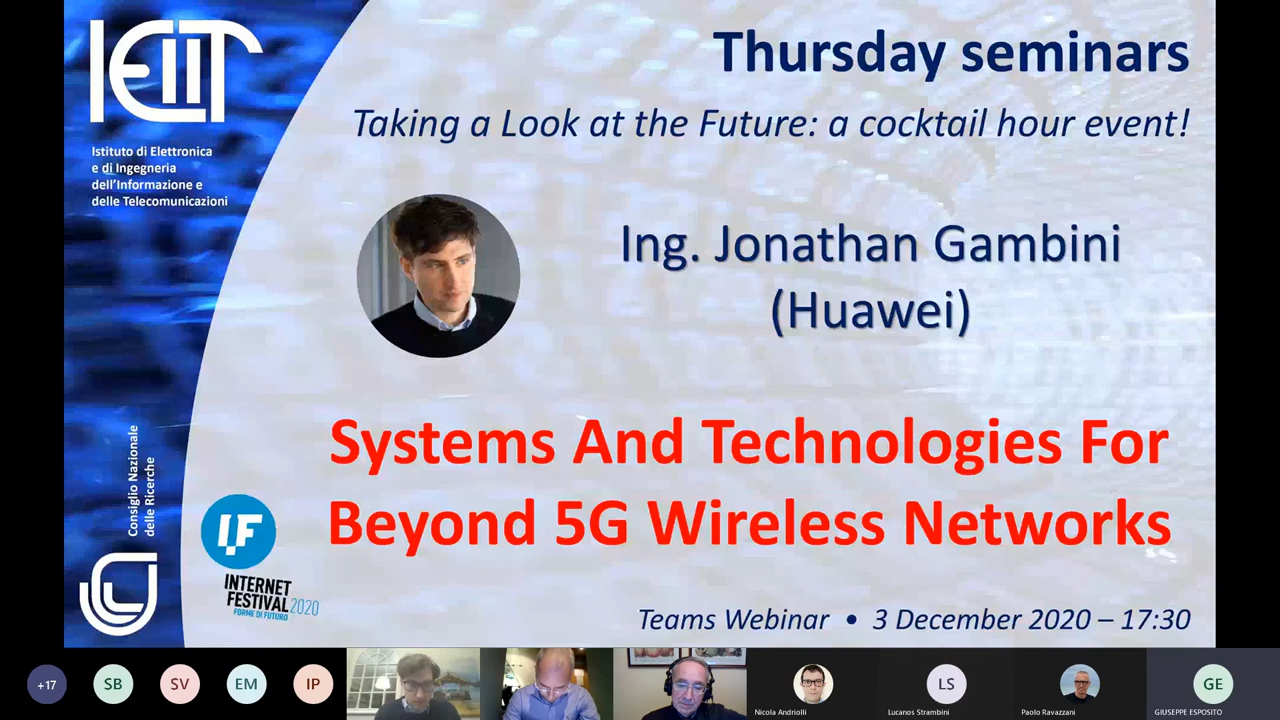 IEIIT
Istituto di Elettronica
e di Ingegneria
dell'Informazione e
delle Telecomunicazioni
Thursday seminars
Taking a Look at the Future: a cocktail hour event!
Ing. Jonathan Gambini
(Huawei)
Systems And Technologies For
Beyond 5G Wireless Networks
Consiglio Nazionale
delle Ricerche
IF
INTERNET
FESTIVAL 2020
FORME DI FUTURO
Teams Webinar • 3 December 2020 – 17:30
+17
SB
SV
EM
IP
Nicola Andriolli
LS
Lucanos Strambini
Paolo Ravazzani
GE
GIUSEPPE ESPOSITO